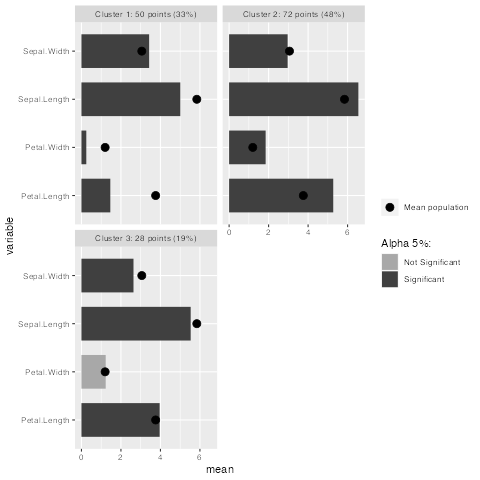 Cluster 1: 50 points (33%)
Cluster 2: 72 points (48%)
Sepal.Width
Sepal.Length
Petal.Width
Petal.Length
0 2 4 6
Cluster 3: 28 points (19%)
Sepal.Width
Sepal.Length
Petal.Width
Petal.Length
0 2 4 6
mean
variable
Mean population
Alpha 5%:
Not Significant
Significant